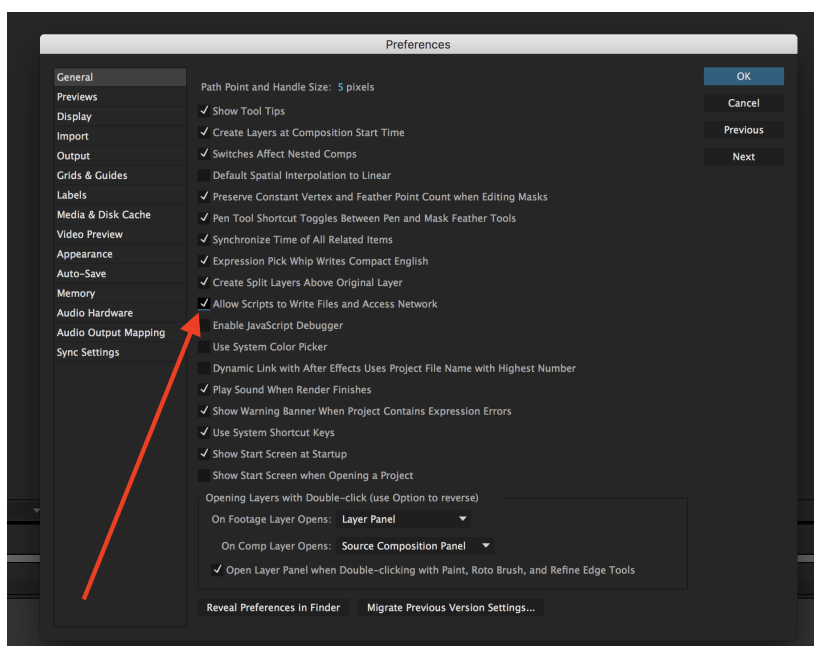 Preferences
General
Previews
Display
Import
Output
Grids & Guides
Labels
Media & Disk Cache
Video Preview
Appearance
Auto-Save
Memory
Audio Hardware
Audio Output Mapping
Sync Settings
Path Point and Handle Size: 5 pixels
Show Tool Tips
Create Layers at Composition Start Time
Switches Affect Nested Comps
Default Spatial Interpolation to Linear
Preserve Constant Vertex and Feather Point Count when Editing Masks
Pen Tool Shortcut Toggles Between Pen and Mask Feather Tools
Synchronize Time of All Related Items
Expression Pick Whip Writes Compact English
Create Split Layers Above Original Layer
Allow Scripts to Write Files and Access Network
Enable JavaScript Debugger
Use System Color Picker
Dynamic Link with After Effects Uses Project File Name with Highest Number
Play Sound When Render Finishes
Show Warning Banner When Project Contains Expression Errors
Use System Shortcut Keys
Show Start Screen at Startup
Show Start Screen when Opening a Project
Opening Layers with Double-click (use Option to reverse)
On Footage Layer Opens: Layer Panel
On Comp Layer Opens: Source Composition Panel
Open Layer Panel when Double-clicking with Paint, Roto Brush, and Refine Edge Tools
Reveal Preferences in Finder
Migrate Previous Version Settings...
OK
Cancel
Previous
Next